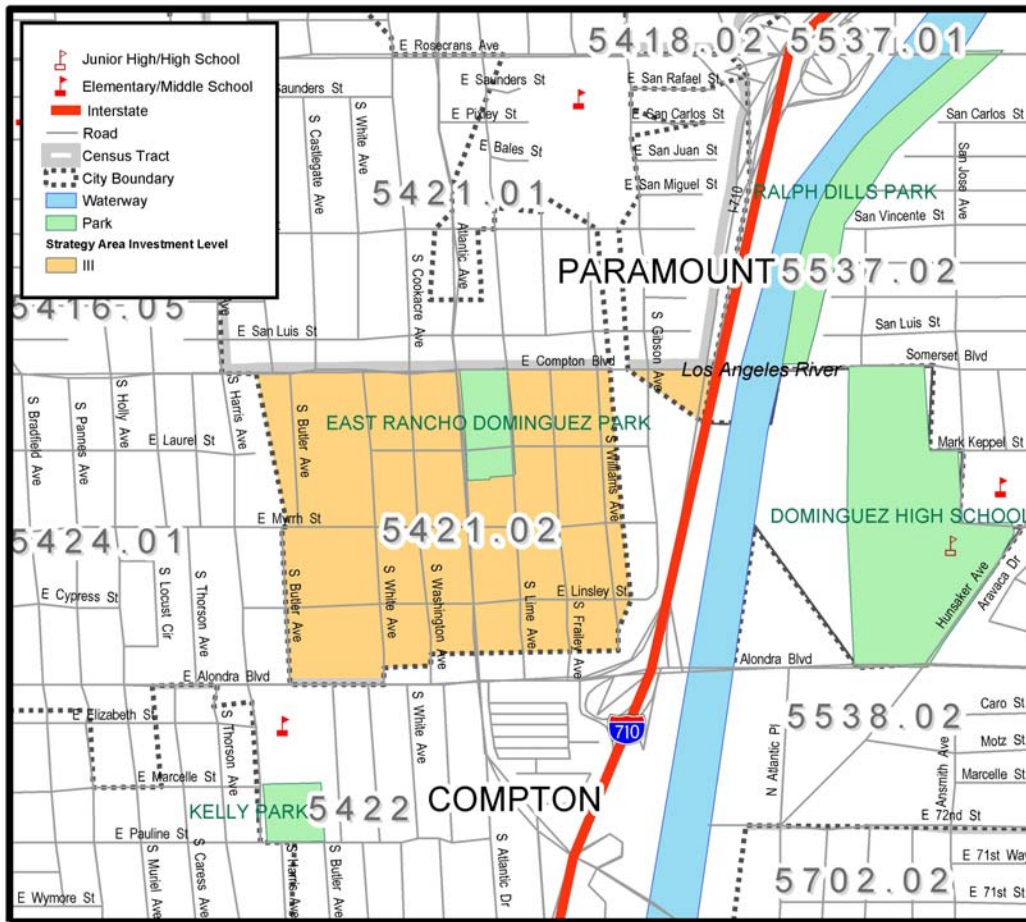 Junior High/High School
Elementary/Middle School
Interstate
Road
Census Tract
City Boundary
Waterway
Park
Strategy Area Investment Level
III
E Rosecrans Ave
5418.02
5537.01
Saunders St
E Saunders St
E San Rafael St
S Castlegate Ave
S White Ave
E Pixley St
E San Carlos St
San Carlos St
E Bales St
E San Juan St
San Jose Ave
5421.01
E San Miguel St
I-710
RALPH DILLS PARK
San Vincente St
Atlantic Ave
S Cookacre Ave
PARAMOUNT
5537.02
5416.05
Ave
E San Luis St
S Gibson Ave
San Luis St
E Compton Blvd
Los Angeles River
Somerset Blvd
S Bradfield Ave
S Pannes Ave
S Holly Ave
S Harris Ave
E Laurel St
S Butler Ave
EAST RANCHO DOMINGUEZ PARK
S Williams Ave
Mark Keppel St
E Myrrh St
5421.02
DOMINGUEZ HIGH SCHOOL
5424.01
E Cypress St
S Locust Cir
S Thorson Ave
S Butler Ave
S White Ave
S Washington Ave
S Lime Ave
E Linsley St
S Frailey Ave
Hunsaker Ave
Aravaca Dr
E Alondra Blvd
Alondra Blvd
E Elizabeth St
S Thorson Ave
S White Ave
710
N Atlantic Pl
5538.02
Caro St
Motz St
Ansmith Ave
E Marcelle St
Marcelle St
KELLY PARK
5422
COMPTON
E 72nd St
E Pauline St
S Muriel Ave
S Caress Ave
S Harris Ave
S Butler Ave
S Atlantic Dr
E 71st Way
5702.02
E Wymore St
E 71st St